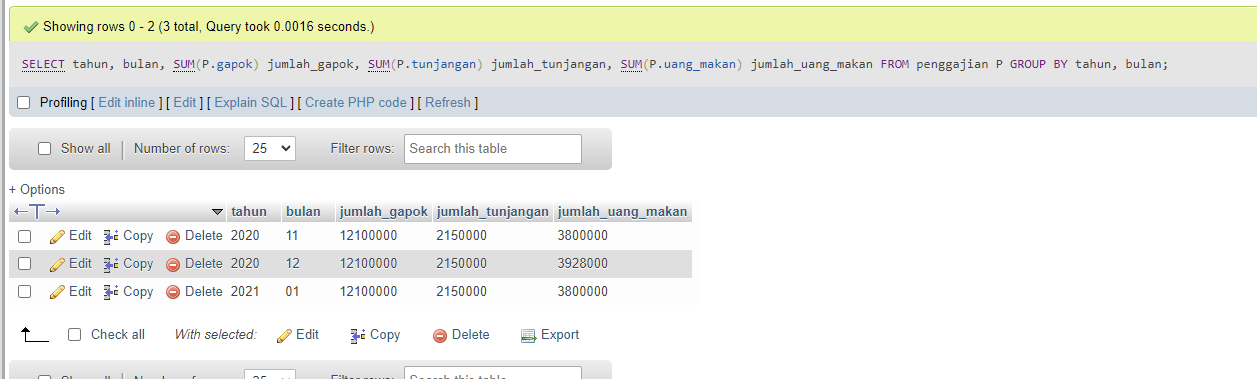 Showing rows 0 - 2 (3 total, Query took 0.0016 seconds.)
SELECT tahun, bulan, SUM(P.gapok) jumlah_gapok, SUM(P.tunjangan) jumlah_tunjangan, SUM(P.uang_makan) jumlah_uang_makan FROM penggajian P GROUP BY tahun, bulan;
Profiling [ Edit inline ] [ Edit ] [ Explain SQL ] [ Create PHP code ] [ Refresh ]
Show all | Number of rows: 25 Filter rows: Search this table
+ Options
←T→ tahun bulan jumlah_gapok jumlah_tunjangan jumlah_uang_makan
Edit Copy Delete 2020 11 12100000 2150000 3800000
Edit Copy Delete 2020 12 12100000 2150000 3928000
Edit Copy Delete 2021 01 12100000 2150000 3800000
Check all With selected: Edit Copy Delete Export